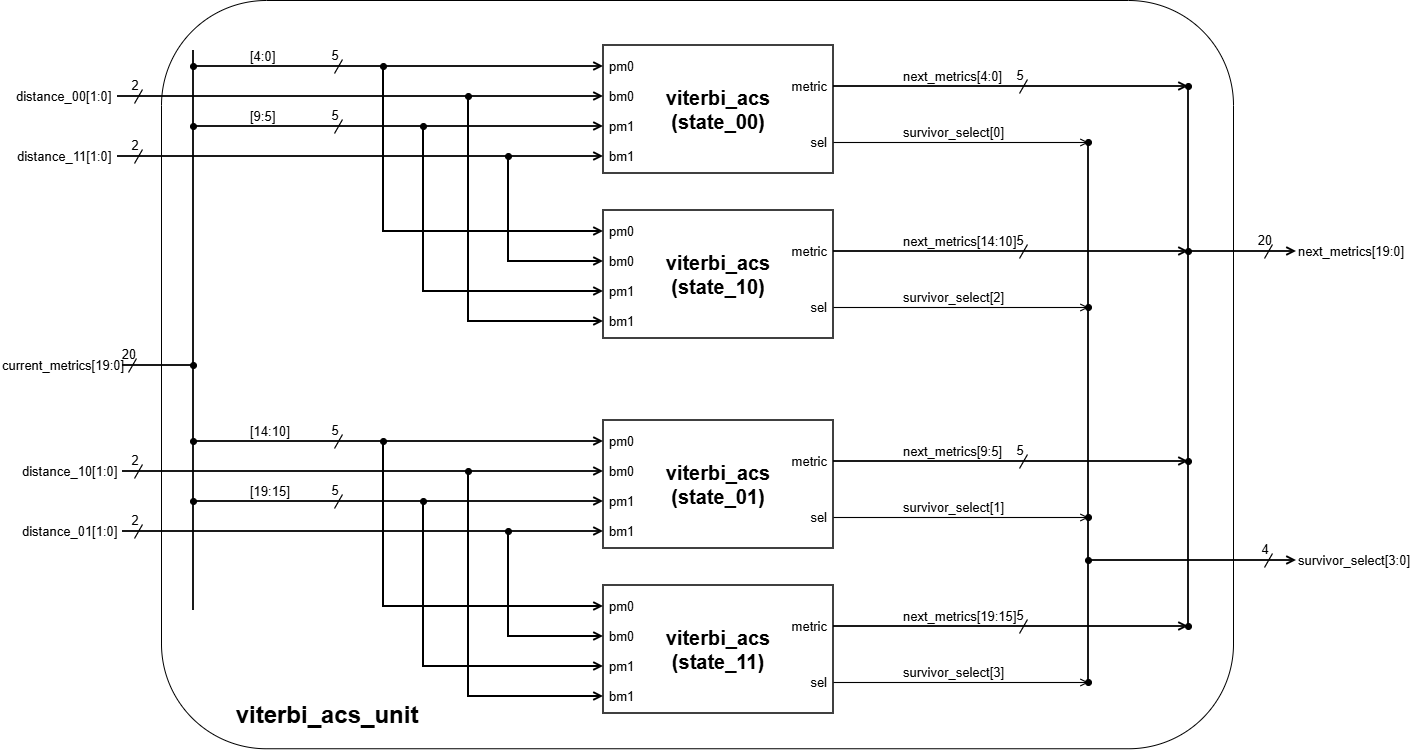 [4:0] 5
distance_00[1:0] 2
[9:5] 5
distance_11[1:0] 2
pm0
bm0
pm1
bm1
viterbi_acs
(state_00)
metric
sel
next_metrics[4:0] 5
survivor_select[0]
pm0
bm0
pm1
bm1
viterbi_acs
(state_10)
metric
sel
next_metrics[14:10] 5
survivor_select[2]
20
next_metrics[19:0]
current_metrics[19:0] 20
[14:10] 5
distance_10[1:0] 2
[19:15] 5
distance_01[1:0] 2
pm0
bm0
pm1
bm1
viterbi_acs
(state_01)
metric
sel
next_metrics[9:5] 5
survivor_select[1]
4
survivor_select[3:0]
pm0
bm0
pm1
bm1
viterbi_acs
(state_11)
metric
sel
next_metrics[19:15] 5
survivor_select[3]
viterbi_acs_unit